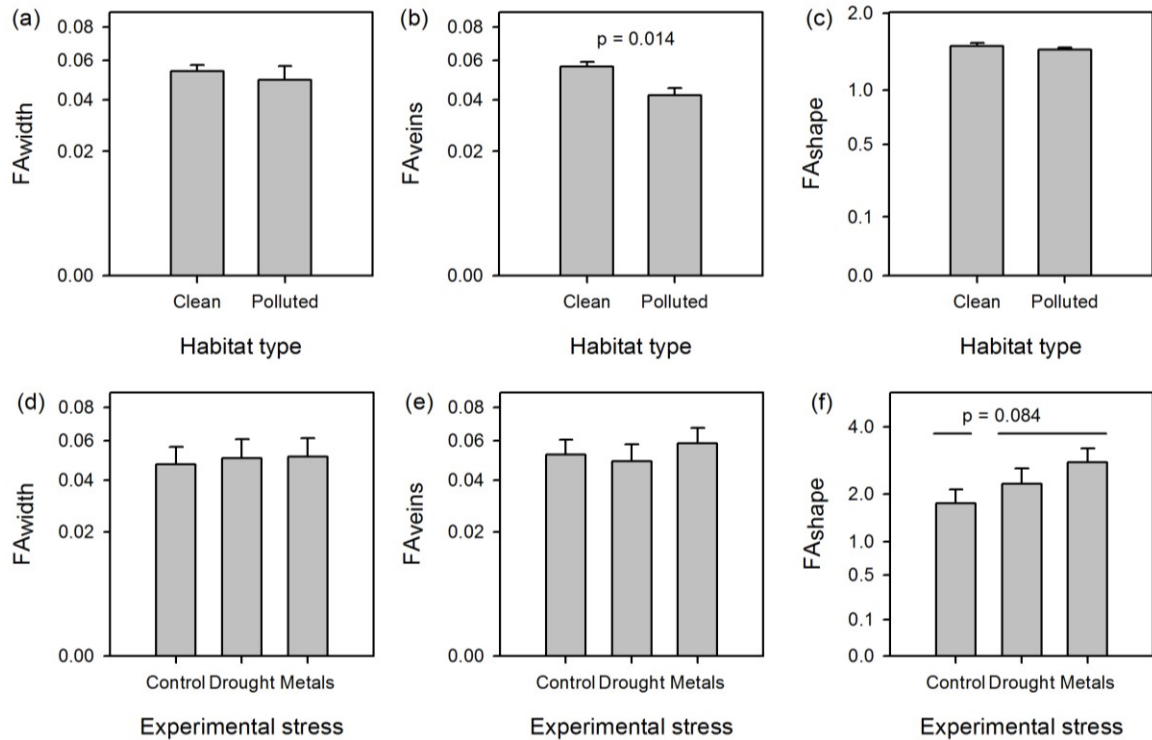 (a)
0.08
0.06
0.04
0.02
0.00
FAwidth
Clean Polluted
Habitat type
(b)
p = 0.014
0.08
0.06
0.04
0.02
0.00
FAveins
Clean Polluted
Habitat type
(c)
2.0
1.0
0.5
0.1
0.0
FAshape
Clean Polluted
Habitat type
(d)
0.08
0.06
0.04
0.02
0.00
FAwidth
Control Drought Metals
Experimental stress
(e)
0.08
0.06
0.04
0.02
0.00
FAveins
Control Drought Metals
Experimental stress
(f)
p = 0.084
4.0
2.0
1.0
0.5
0.1
0.0
FAshape
Control Drought Metals
Experimental stress